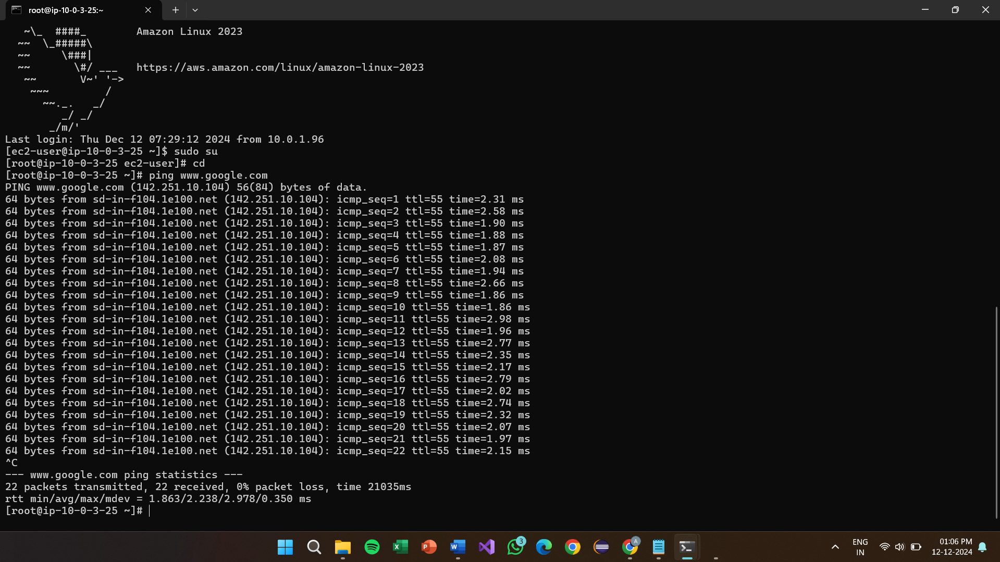 root@ip-10-0-3-25:~
~\_  ####_        Amazon Linux 2023
~~  \_#####\
~~     \###|
~~       \#/ ___   https://aws.amazon.com/linux/amazon-linux-2023
~~       V~' '->
~~~         /
~~._.   _/
_/ _/
_/m/'
Last login: Thu Dec 12 07:29:12 2024 from 10.0.1.96
[ec2-user@ip-10-0-3-25 ~]$ sudo su
[root@ip-10-0-3-25 ec2-user]# cd
[root@ip-10-0-3-25 ~]# ping www.google.com
PING www.google.com (142.251.10.104) 56(84) bytes of data.
64 bytes from sd-in-f104.1e100.net (142.251.10.104): icmp_seq=1 ttl=55 time=2.31 ms
64 bytes from sd-in-f104.1e100.net (142.251.10.104): icmp_seq=2 ttl=55 time=2.58 ms
64 bytes from sd-in-f104.1e100.net (142.251.10.104): icmp_seq=3 ttl=55 time=1.90 ms
64 bytes from sd-in-f104.1e100.net (142.251.10.104): icmp_seq=4 ttl=55 time=1.88 ms
64 bytes from sd-in-f104.1e100.net (142.251.10.104): icmp_seq=5 ttl=55 time=1.87 ms
64 bytes from sd-in-f104.1e100.net (142.251.10.104): icmp_seq=6 ttl=55 time=2.08 ms
64 bytes from sd-in-f104.1e100.net (142.251.10.104): icmp_seq=7 ttl=55 time=1.94 ms
64 bytes from sd-in-f104.1e100.net (142.251.10.104): icmp_seq=8 ttl=55 time=2.66 ms
64 bytes from sd-in-f104.1e100.net (142.251.10.104): icmp_seq=9 ttl=55 time=1.86 ms
64 bytes from sd-in-f104.1e100.net (142.251.10.104): icmp_seq=10 ttl=55 time=1.86 ms
64 bytes from sd-in-f104.1e100.net (142.251.10.104): icmp_seq=11 ttl=55 time=2.98 ms
64 bytes from sd-in-f104.1e100.net (142.251.10.104): icmp_seq=12 ttl=55 time=1.96 ms
64 bytes from sd-in-f104.1e100.net (142.251.10.104): icmp_seq=13 ttl=55 time=2.77 ms
64 bytes from sd-in-f104.1e100.net (142.251.10.104): icmp_seq=14 ttl=55 time=2.35 ms
64 bytes from sd-in-f104.1e100.net (142.251.10.104): icmp_seq=15 ttl=55 time=2.17 ms
64 bytes from sd-in-f104.1e100.net (142.251.10.104): icmp_seq=16 ttl=55 time=2.79 ms
64 bytes from sd-in-f104.1e100.net (142.251.10.104): icmp_seq=17 ttl=55 time=2.02 ms
64 bytes from sd-in-f104.1e100.net (142.251.10.104): icmp_seq=18 ttl=55 time=2.74 ms
64 bytes from sd-in-f104.1e100.net (142.251.10.104): icmp_seq=19 ttl=55 time=2.32 ms
64 bytes from sd-in-f104.1e100.net (142.251.10.104): icmp_seq=20 ttl=55 time=2.07 ms
64 bytes from sd-in-f104.1e100.net (142.251.10.104): icmp_seq=21 ttl=55 time=1.97 ms
64 bytes from sd-in-f104.1e100.net (142.251.10.104): icmp_seq=22 ttl=55 time=2.15 ms
^C
--- www.google.com ping statistics ---
22 packets transmitted, 22 received, 0% packet loss, time 21035ms
rtt min/avg/max/mdev = 1.863/2.238/2.978/0.350 ms
[root@ip-10-0-3-25 ~]#
X
P
W
3
A
ENG
IN
01:06 PM
12-12-2024